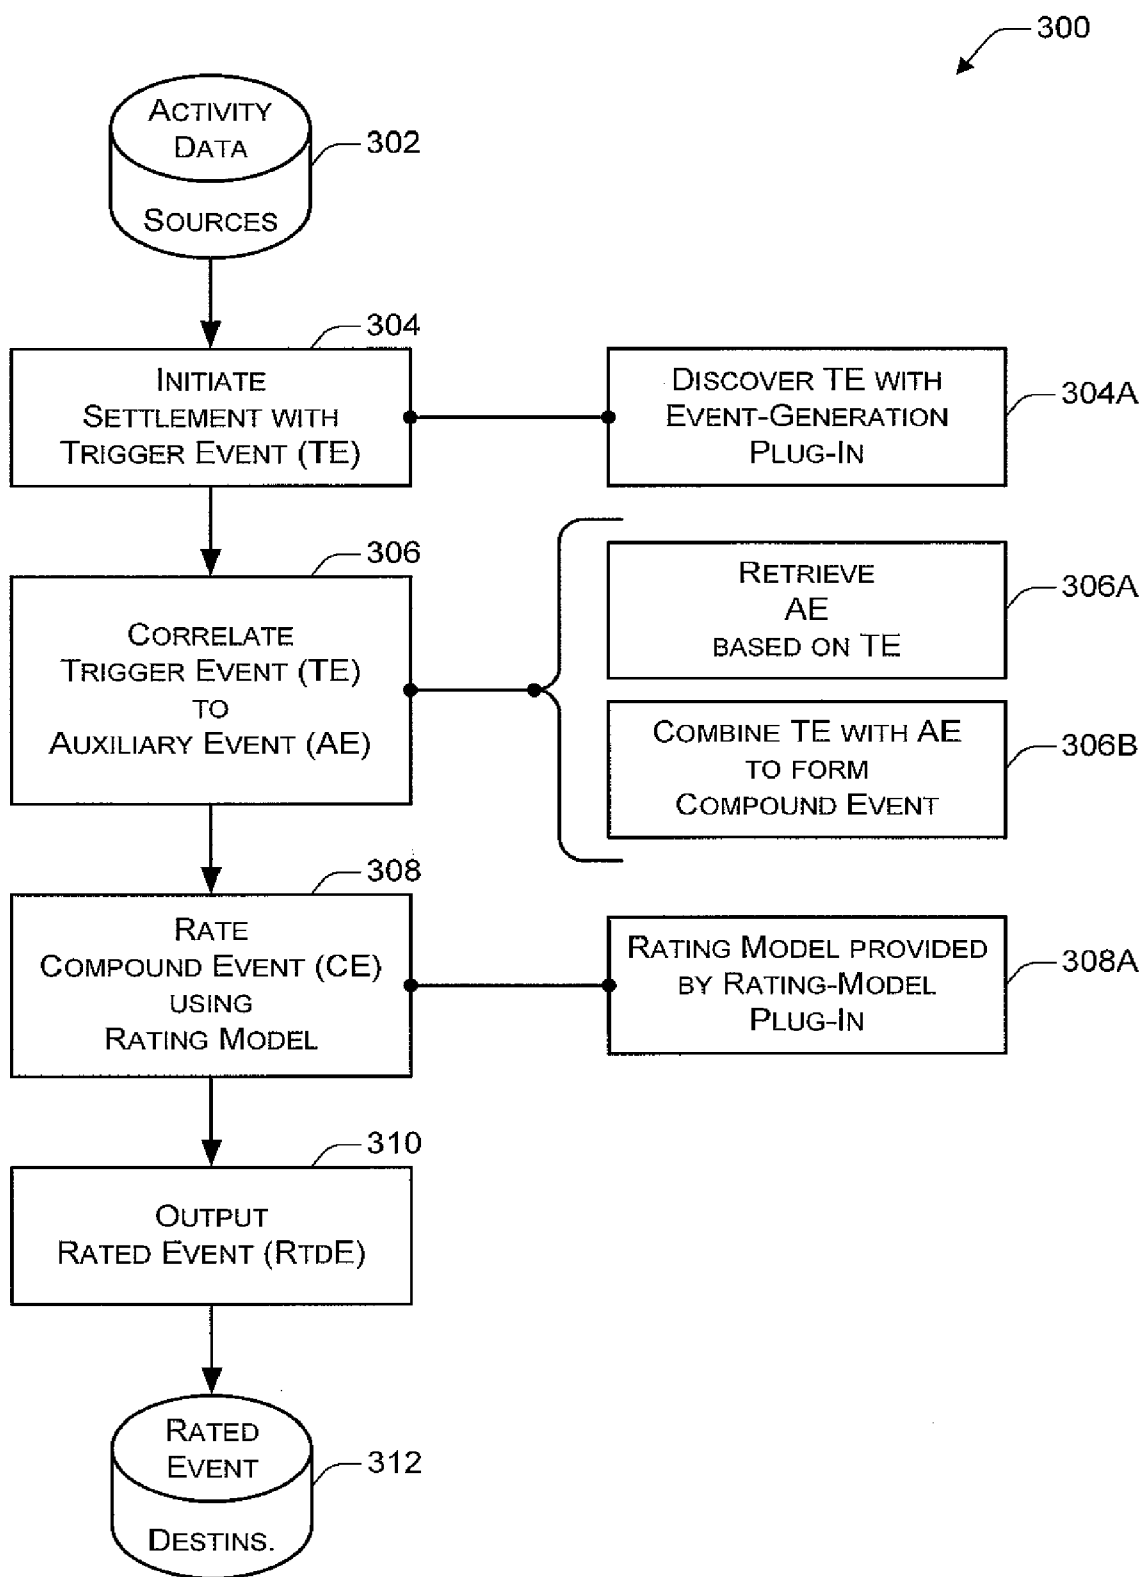 300
ACTIVITY
DATA
SOURCES
302
304
INITIATE
SETTLEMENT WITH
TRIGGER EVENT (TE)
DISCOVER TE WITH
EVENT-GENERATION
PLUG-IN
304A
306
CORRELATE
TRIGGER EVENT (TE)
TO
AUXILIARY EVENT (AE)
RETRIEVE
AE
BASED ON TE
306A
COMBINE TE WITH AE
TO FORM
COMPOUND EVENT
306B
308
RATE
COMPOUND EVENT (CE)
USING
RATING MODEL
RATING MODEL PROVIDED
BY RATING-MODEL
PLUG-IN
308A
310
OUTPUT
RATED EVENT (RTDE)
RATED
EVENT
DESTINS.
312